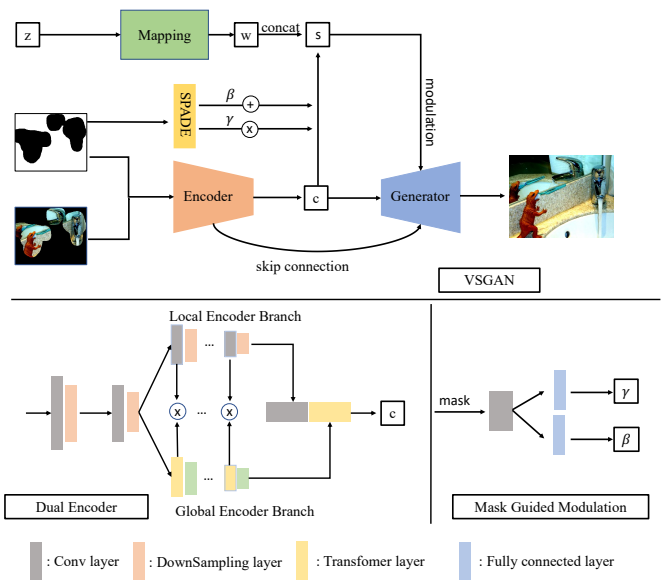 z
Mapping
w
concat
s
SPADE
β
+
γ
x
modulation
Encoder
c
Generator
skip connection
VSGAN
Local Encoder Branch
...
x
...
x
c
...
Global Encoder Branch
Dual Encoder
mask
γ
β
Mask Guided Modulation
: Conv layer
: DownSampling layer
: Transfomer layer
: Fully connected layer